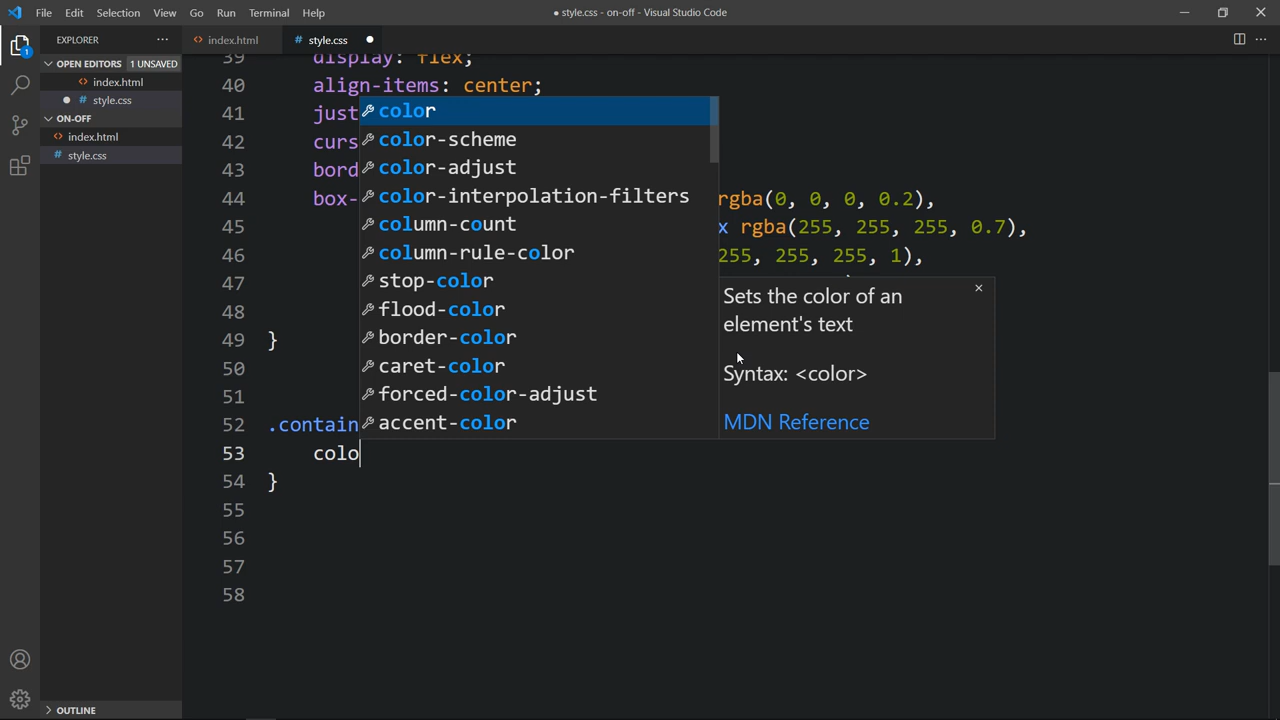 File Edit Selection View Go Run Terminal Help
● style.css - on-off - Visual Studio Code
EXPLORER ...
<> index.html
# style.css ●
OPEN EDITORS 1 UNSAVED
<> index.html
● # style.css
ON-OFF
<> index.html
# style.css
1
39 display: flex;
40 align-items: center;
41 just
42 curs
43 bord
44 box- rgba(0, 0, 0, 0.2),
45 x rgba(255, 255, 255, 0.7),
46 255, 255, 255, 1),
47
48
49 }
50
51
52 .contain
53 colo
54 }
55
56
57
58
color
color-scheme
color-adjust
color-interpolation-filters
column-count
column-rule-color
stop-color
flood-color
border-color
caret-color
forced-color-adjust
accent-color
Sets the color of an
element's text
Syntax: <color>
MDN Reference
OUTLINE